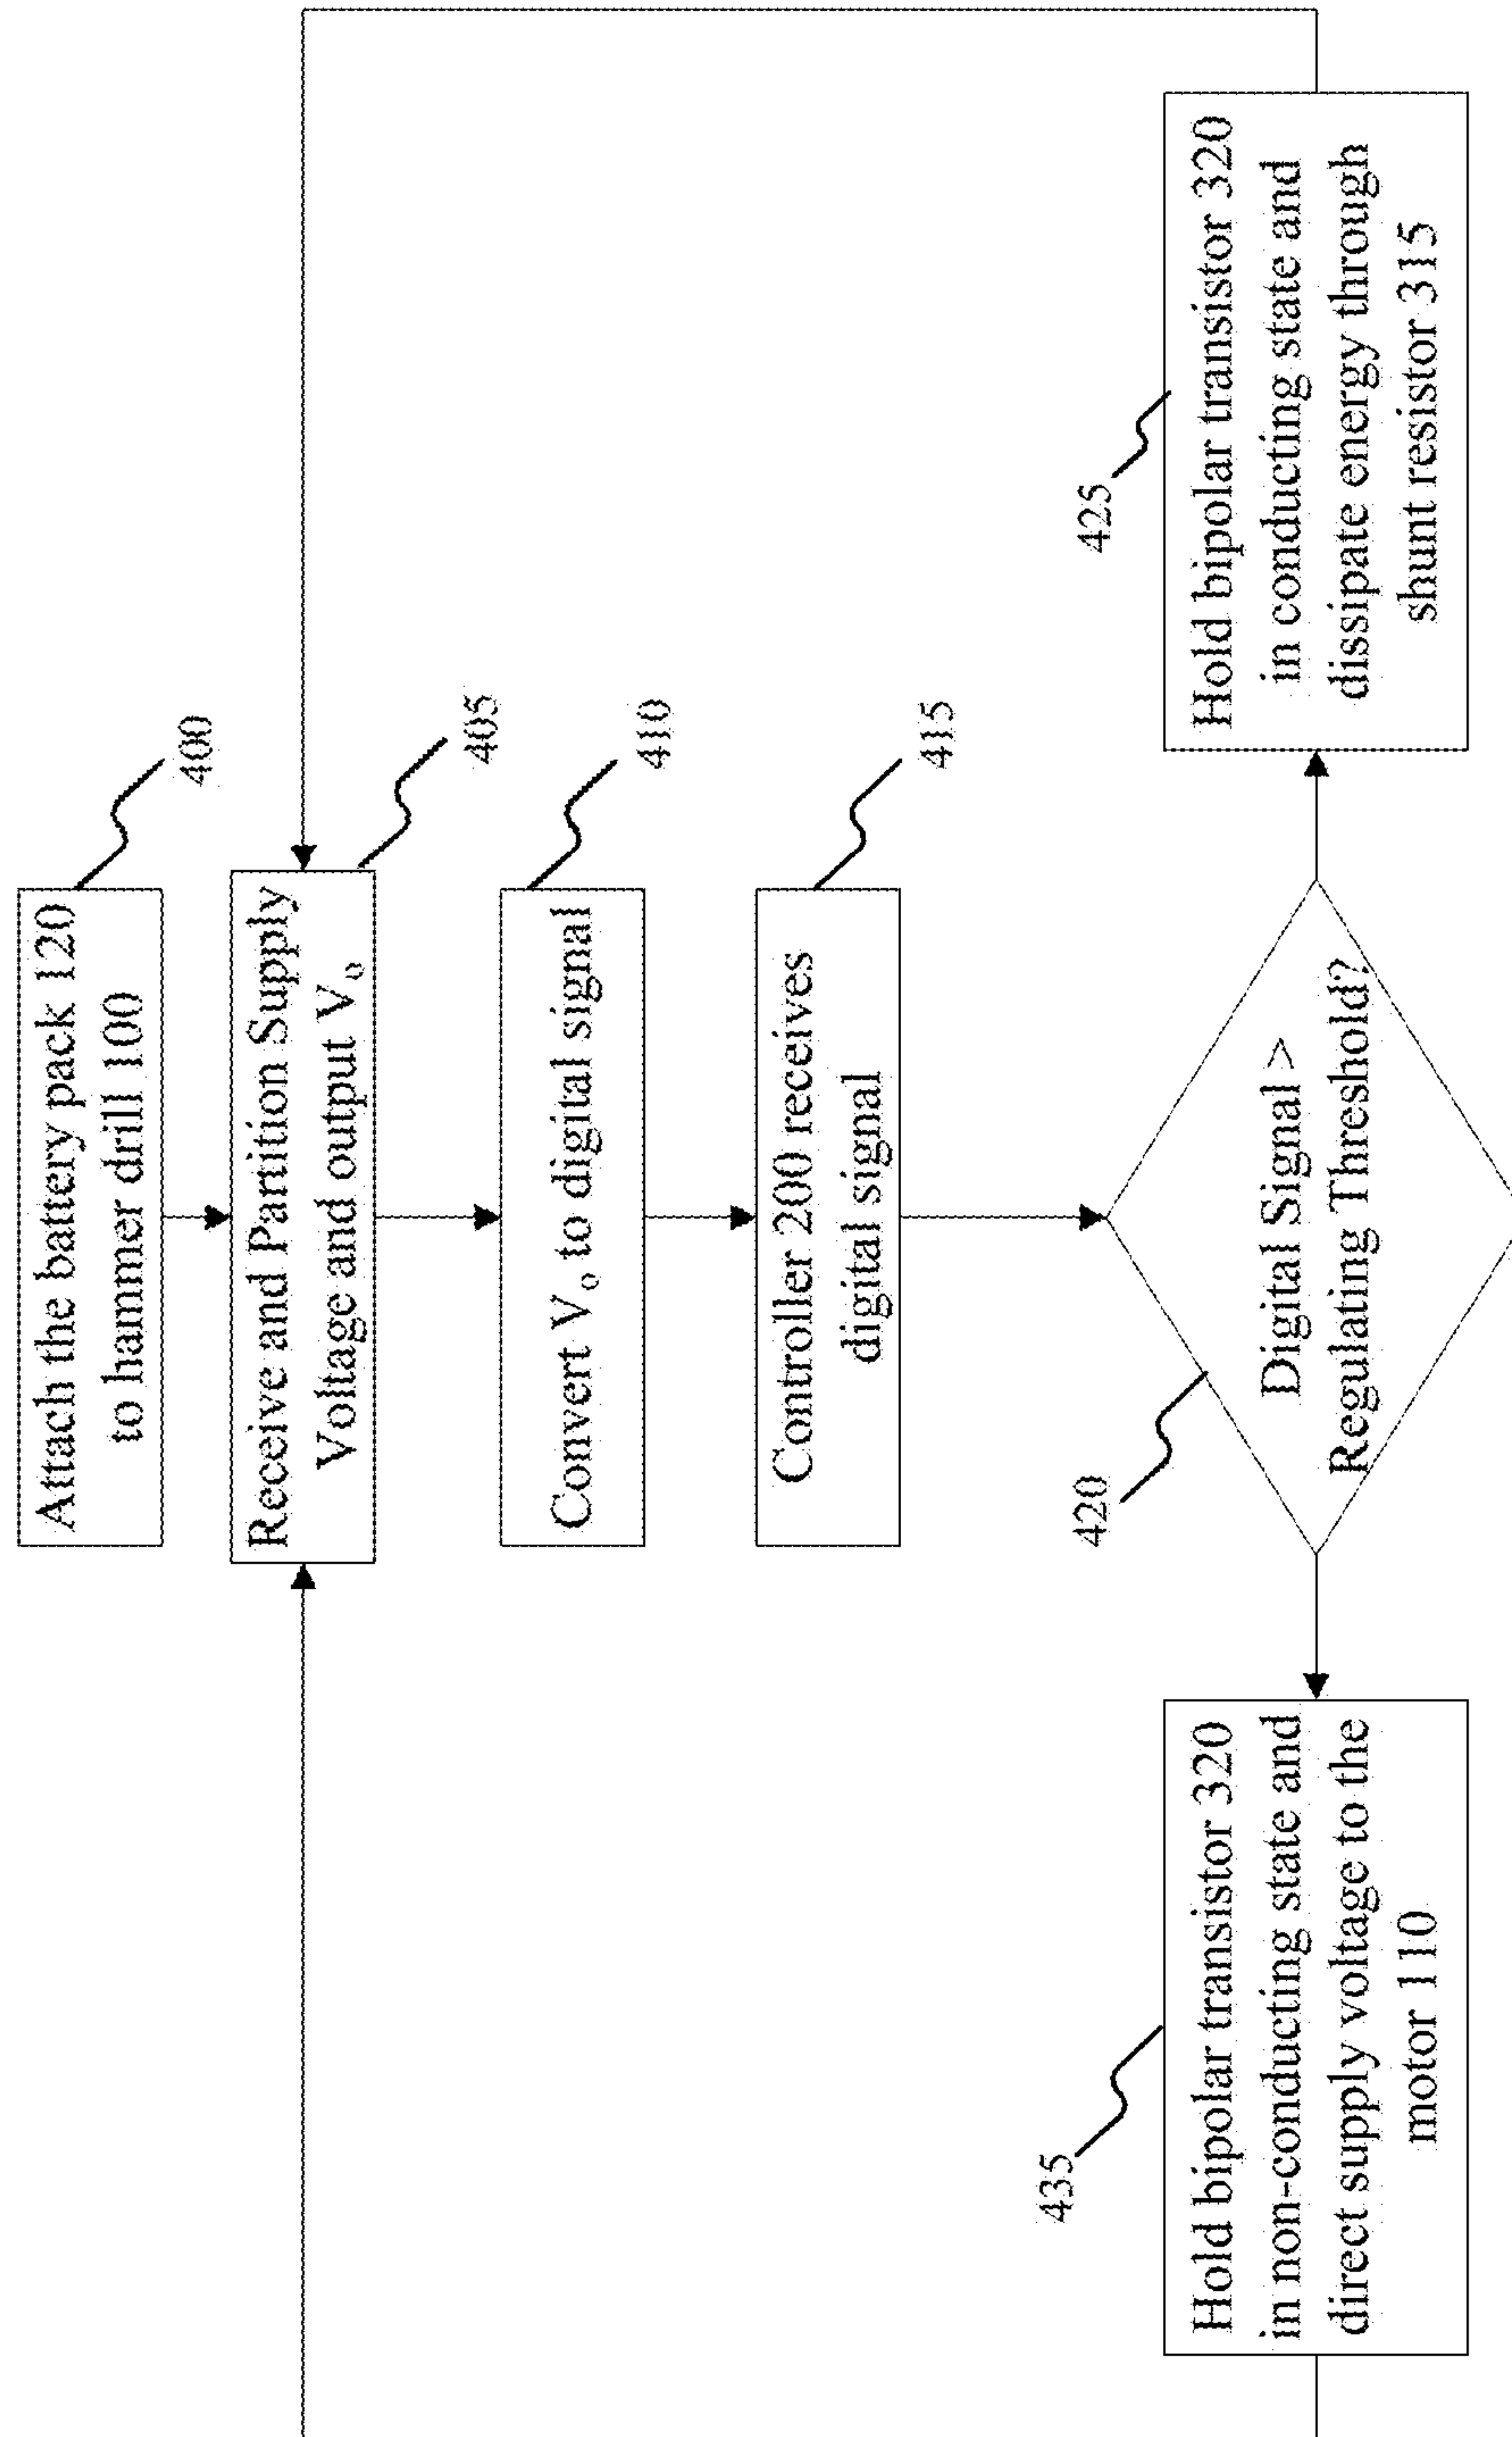 Attach the battery pack 120
to hammer drill 100
400
Receive and Partition Supply
Voltage and output Vₒ
405
Convert Vₒ to digital signal
410
Controller 200 receives
digital signal
415
420
Digital Signal >
Regulating Threshold?
435
Hold bipolar transistor 320
in non-conducting state and
direct supply voltage to the
motor 110
425
Hold bipolar transistor 320
in conducting state and
dissipate energy through
shunt resistor 315